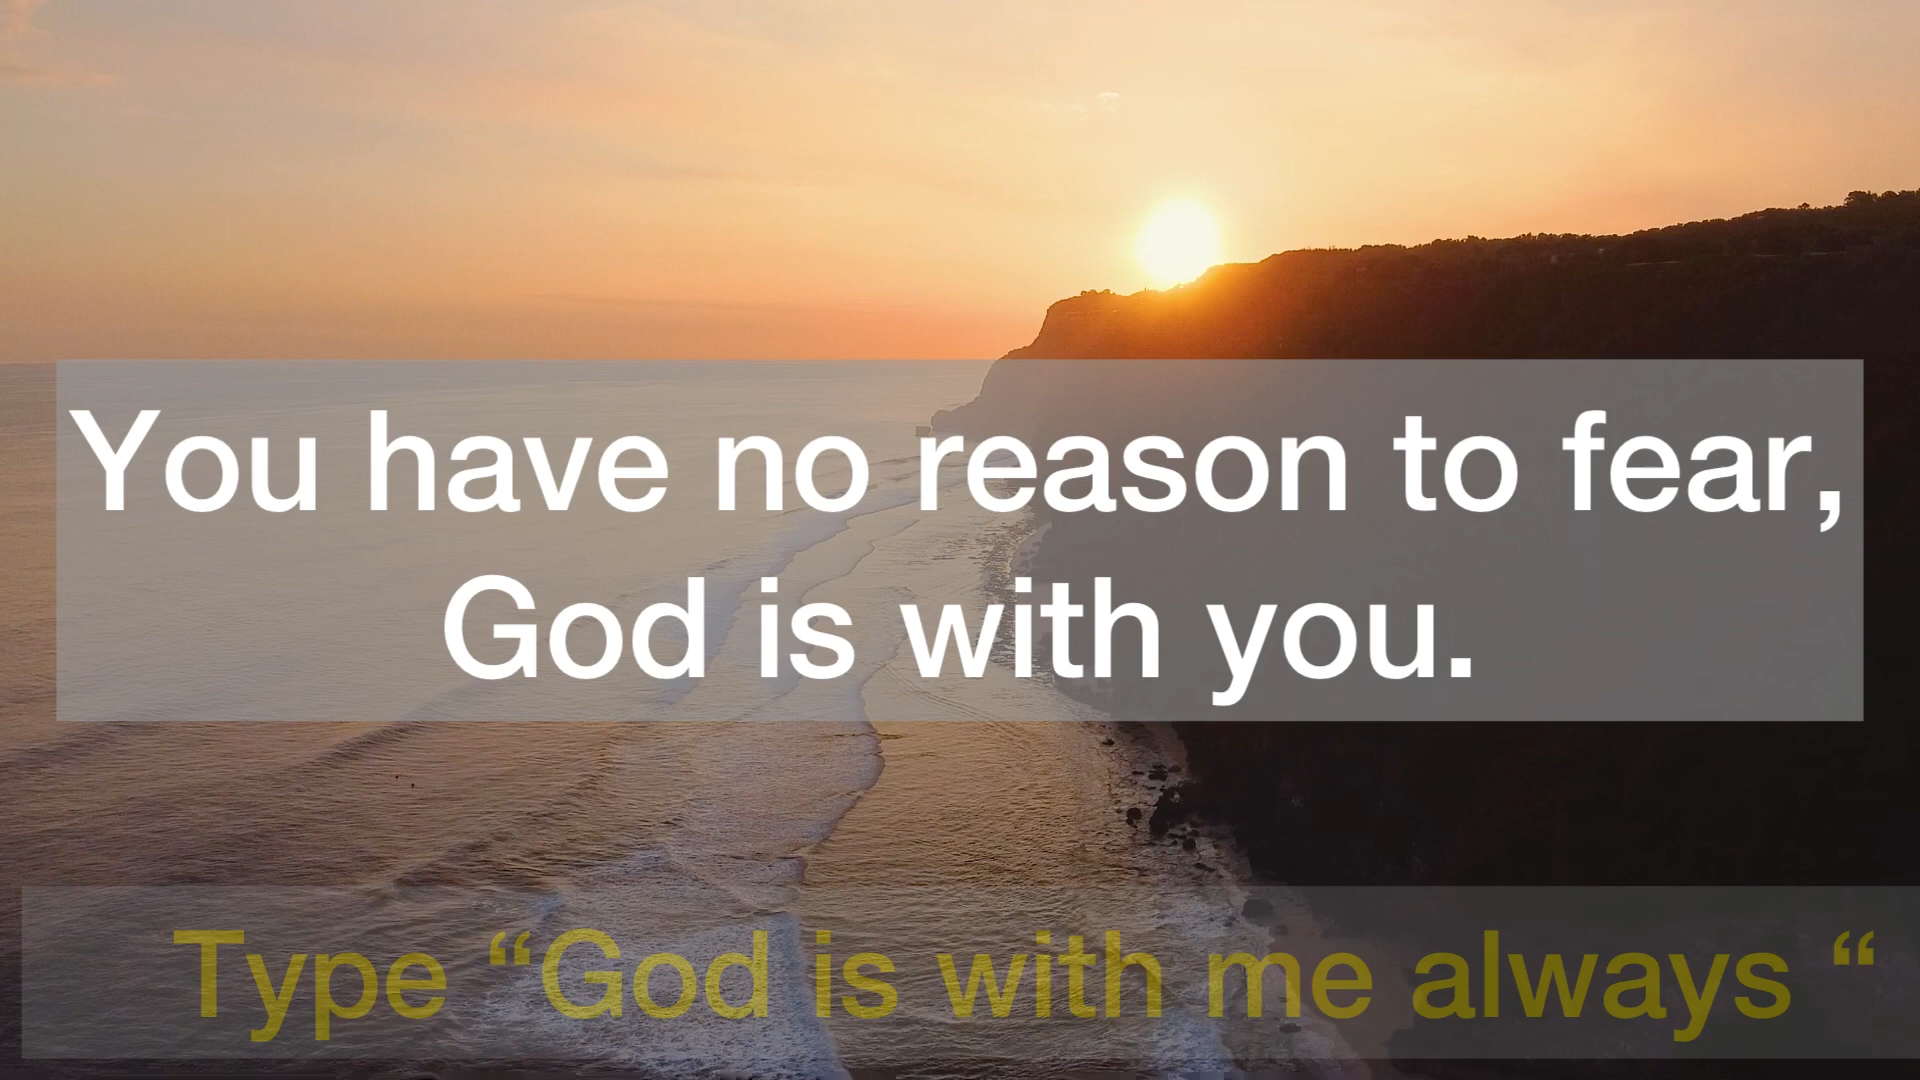 You have no reason to fear,
God is with you.
Type “God is with me always “